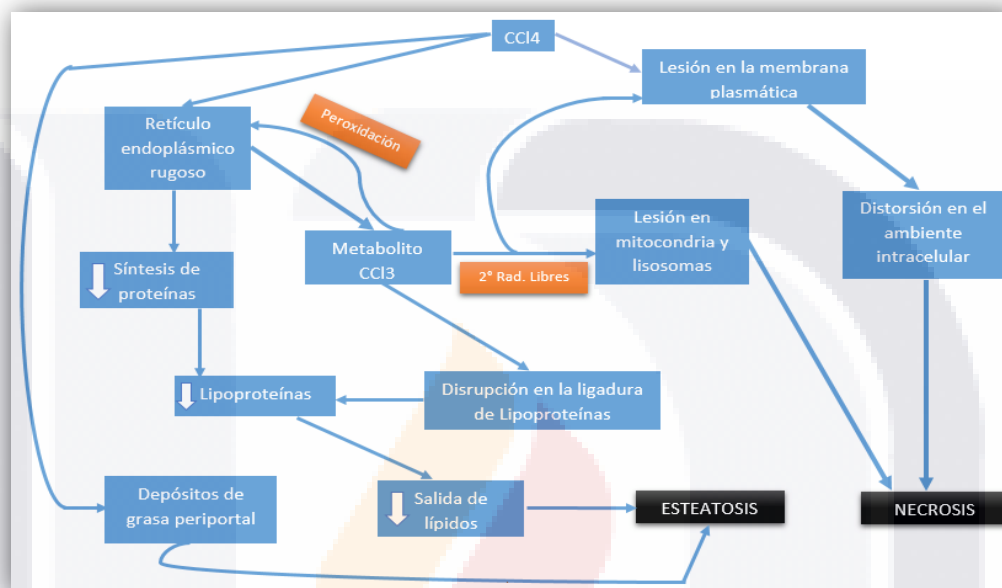 CCl4
Lesión en la membrana
plasmática
Retículo
endoplásmico
rugoso
Peroxidación
Metabolito
CCl3
2° Rad. Libres
Lesión en
mitocondria y
lisosomas
Distorsión en el
ambiente
intracelular
Síntesis de
proteínas
Lipoproteínas
Disrupción en la ligadura
de Lipoproteínas
Depósitos de
grasa periportal
Salida de
lípidos
ESTEATOSIS
NECROSIS